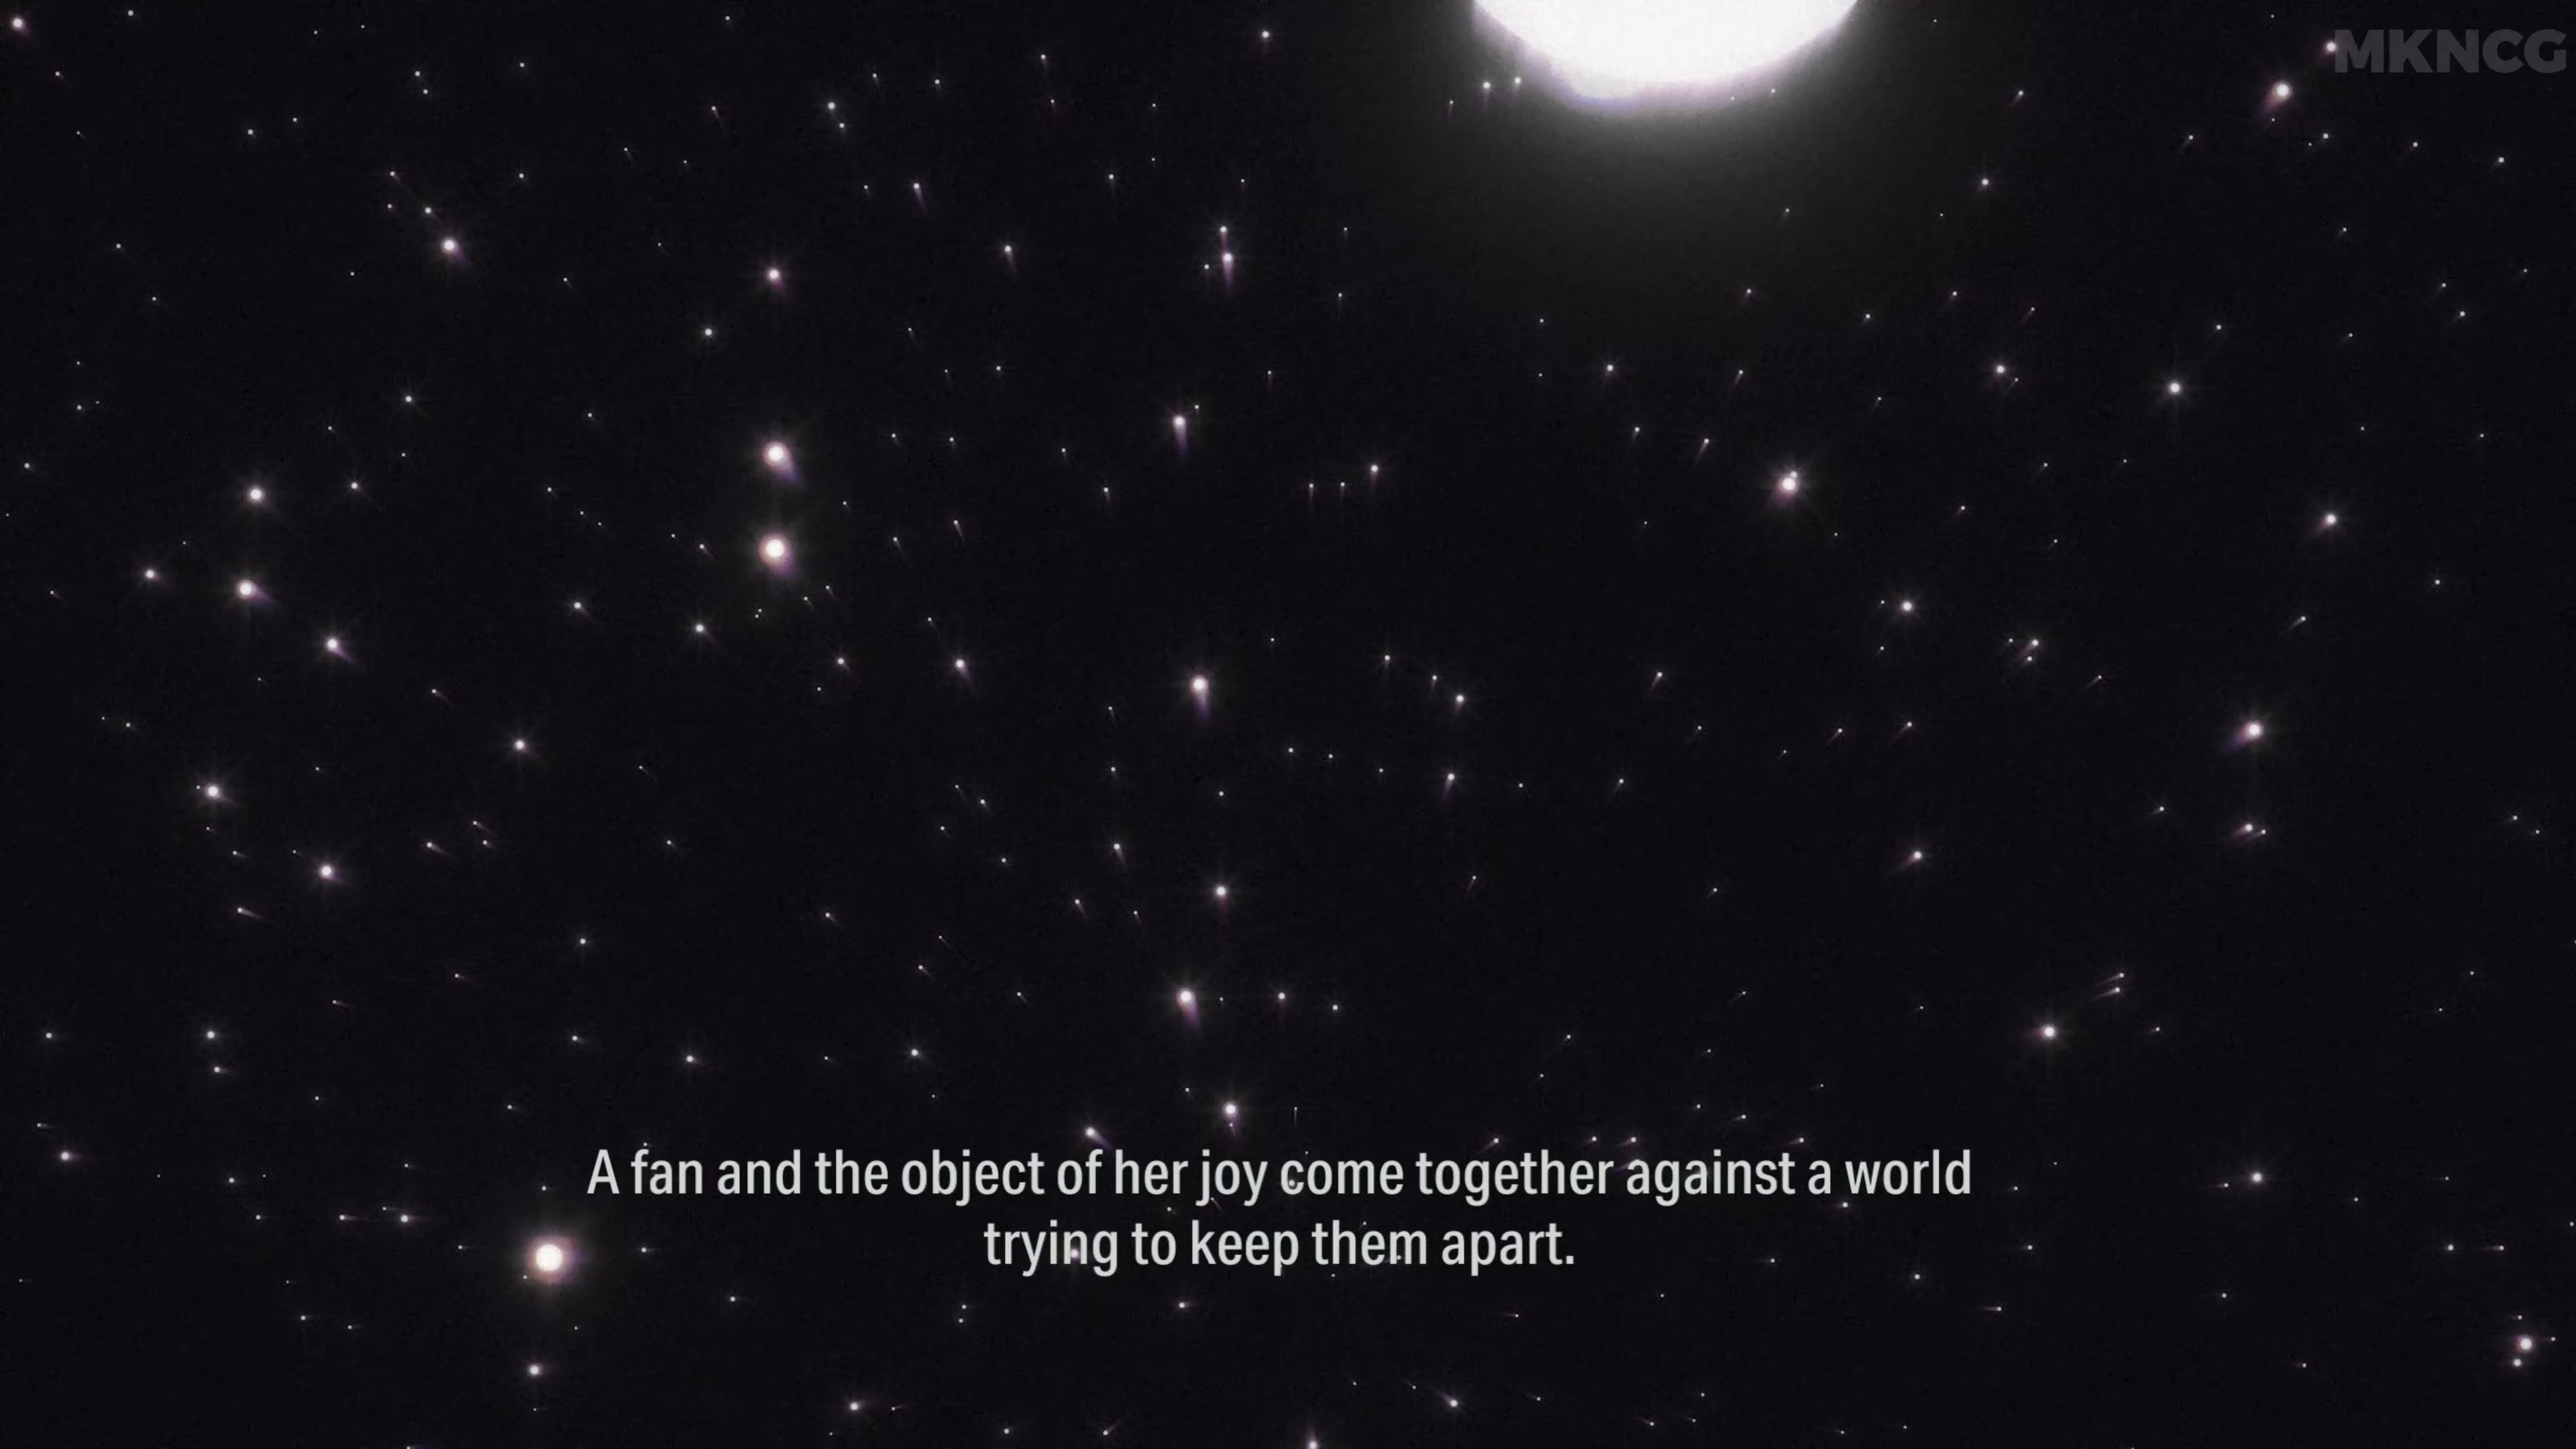 MKNCG
A fan and the object of her joy come together against a world
trying to keep them apart.